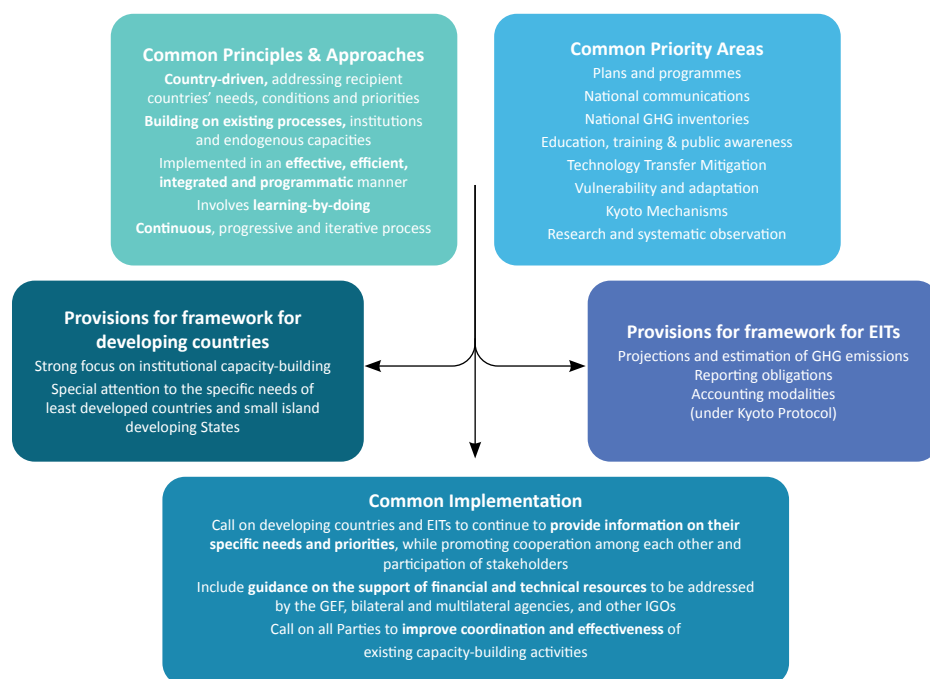 Common Principles & Approaches
Country-driven, addressing recipient
countries' needs, conditions and priorities
Building on existing processes, institutions
and endogenous capacities
Implemented in an effective, efficient,
integrated and programmatic manner
Involves learning-by-doing
Continuous, progressive and iterative process
Common Priority Areas
Plans and programmes
National communications
National GHG inventories
Education, training & public awareness
Technology Transfer Mitigation
Vulnerability and adaptation
Kyoto Mechanisms
Research and systematic observation
Provisions for framework for
developing countries
Strong focus on institutional capacity-building
Special attention to the specific needs of
least developed countries and small island
developing States
Provisions for framework for EITs
Projections and estimation of GHG emissions
Reporting obligations
Accounting modalities
(under Kyoto Protocol)
Common Implementation
Call on developing countries and EITs to continue to provide information on their
specific needs and priorities, while promoting cooperation among each other and
participation of stakeholders
Include guidance on the support of financial and technical resources to be addressed
by the GEF, bilateral and multilateral agencies, and other IGOs
Call on all Parties to improve coordination and effectiveness of
existing capacity-building activities